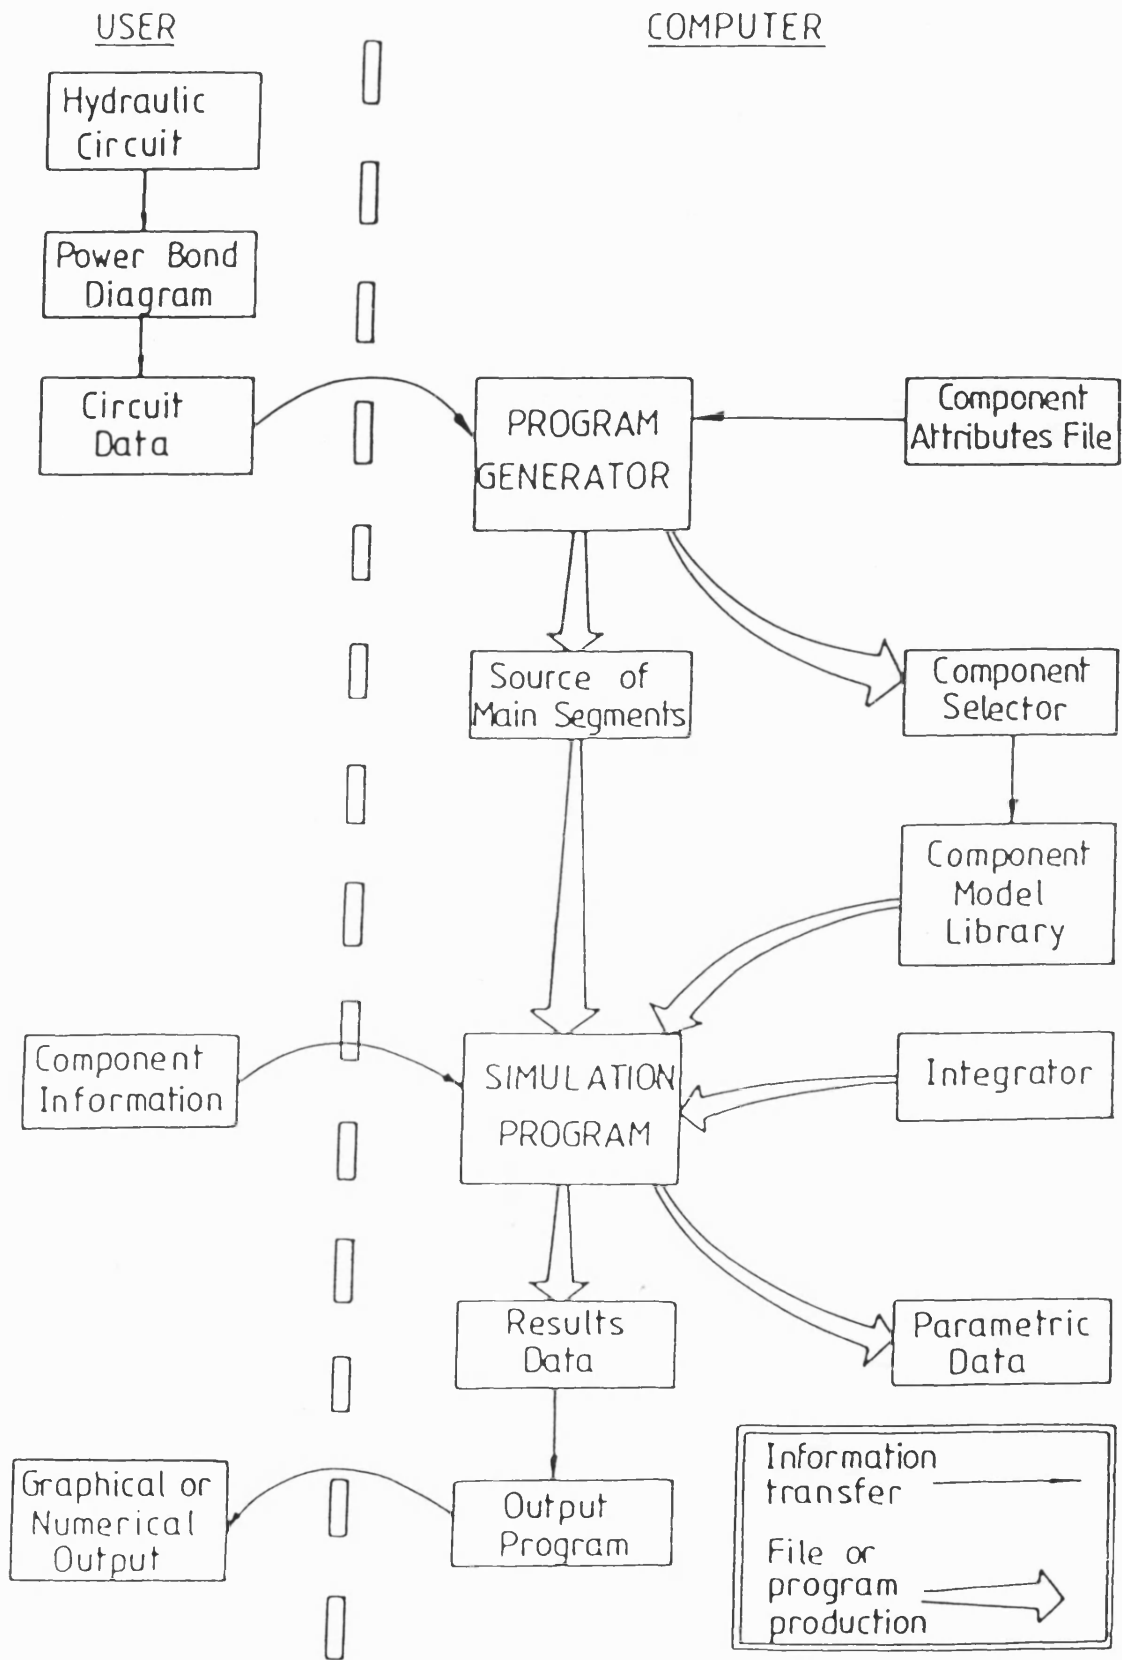 USER
COMPUTER
Hydraulic
Circuit
Power Bond
Diagram
Circuit
Data
PROGRAM
GENERATOR
Component
Attributes File
Source of
Main Segments
Component
Selector
Component
Model
Library
Component
Information
SIMULATION
PROGRAM
Integrator
Results
Data
Parametric
Data
Graphical or
Numerical
Output
Output
Program
Information
transfer
File or
program
production